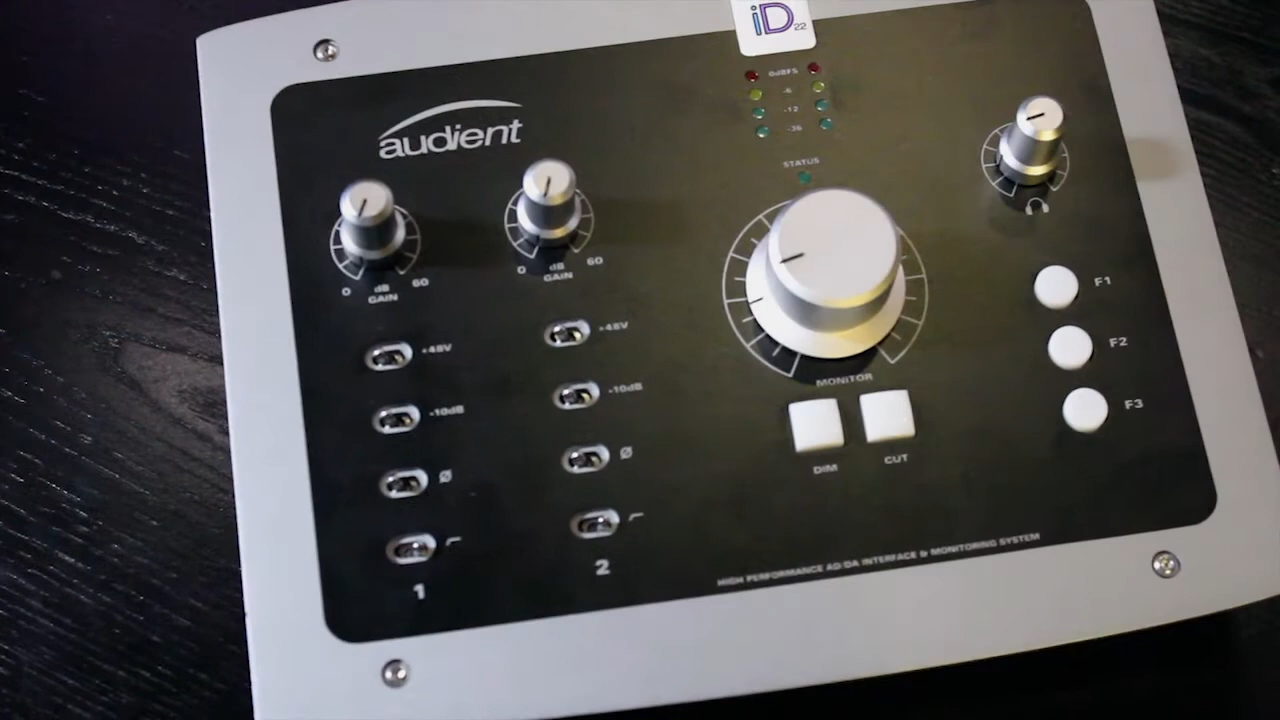 iD22
audient
0dBFS
-6
-12
-36
STATUS
0 dB 60
GAIN
0 dB 60
GAIN
+48V
-10dB
Ø
1
+48V
-10dB
Ø
2
MONITOR
DIM
CUT
F1
F2
F3
HIGH PERFORMANCE AD/DA INTERFACE & MONITORING SYSTEM